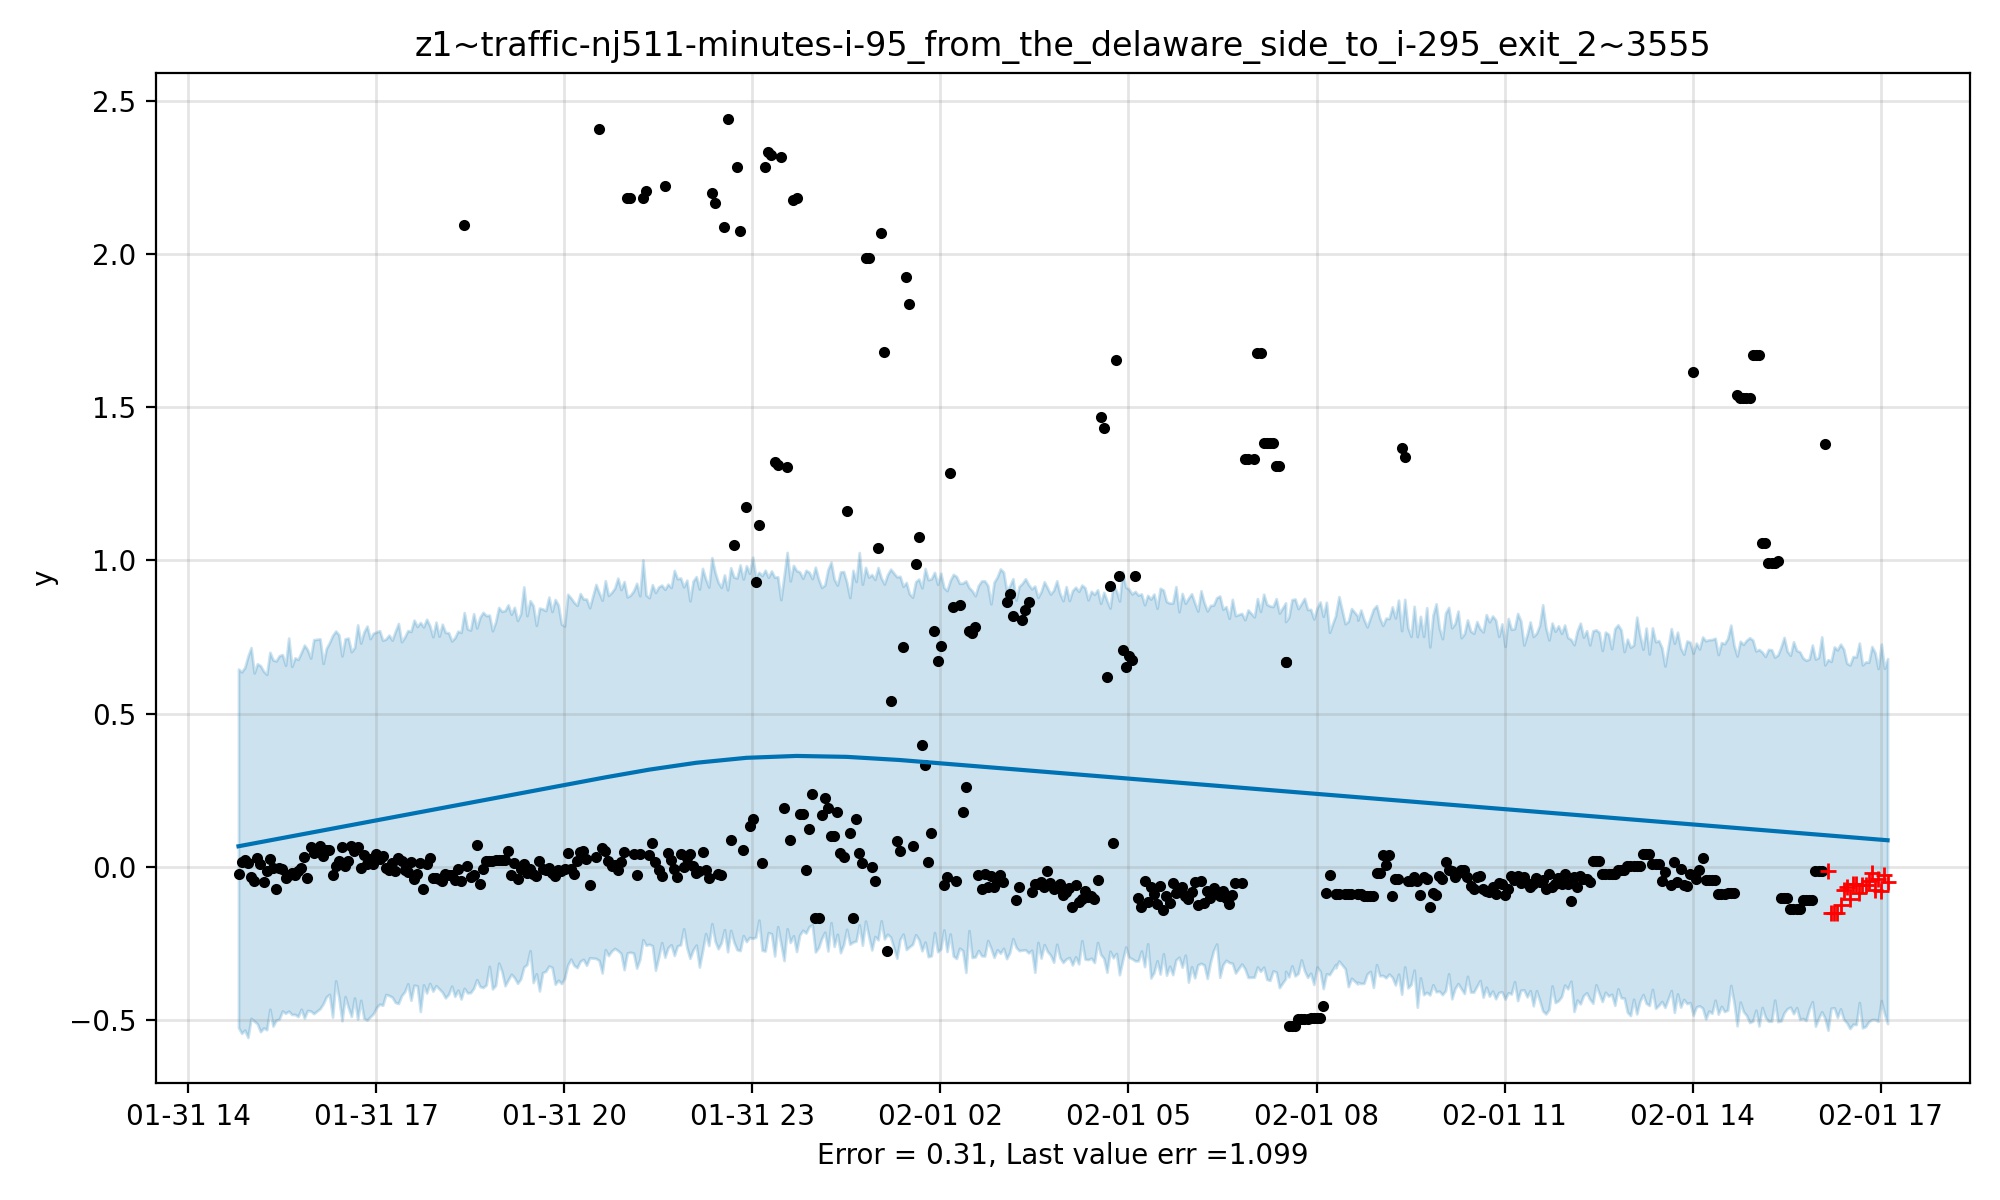 z1~traffic-nj511-minutes-i-95_from_the_delaware_side_to_i-295_exit_2~3555
2.5
2.0
1.5
1.0
0.5
0.0
−0.5
y
01-31 14 01-31 17 01-31 20 01-31 23 02-01 02 02-01 05 02-01 08 02-01 11 02-01 14 02-01 17
Error = 0.31, Last value err =1.099